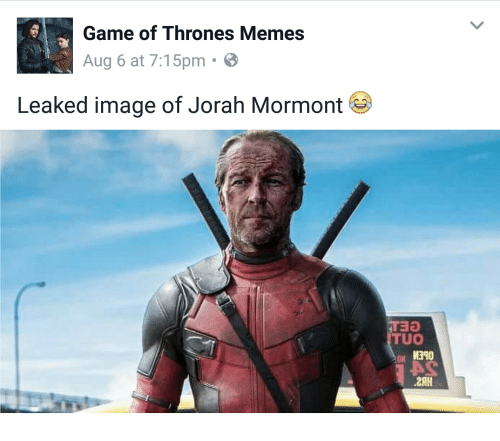 Game of Thrones Memes
Aug 6 at 7:15pm
Leaked image of Jorah Mormont 😂
GET
OUT
OPEN
24
HRS.